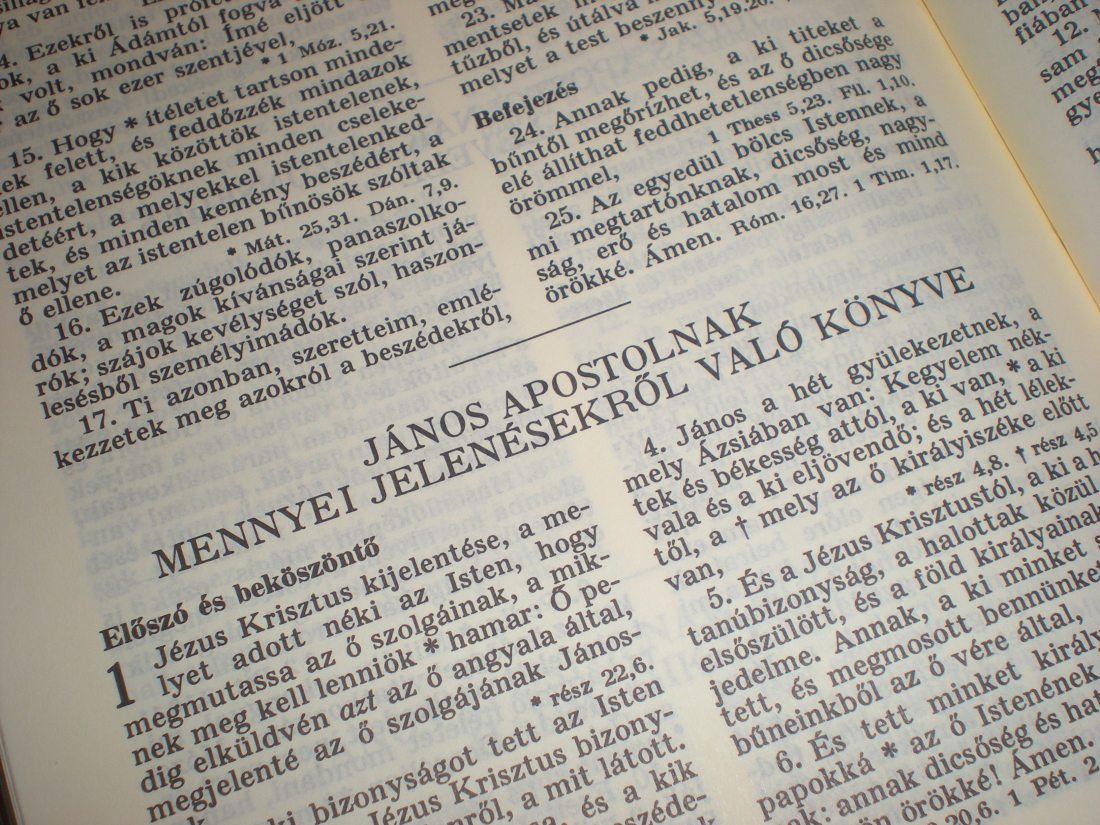 4. Ezekről is
a ki Ádámtól fogva
volt, mondván: Ímé eljött
az ő sok ezer szentjével,
* 1 Móz. 5,21.
15. Hogy * ítéletet tartson minde-
nek felett, és feddőzzék mindazok
ellen, a kik közöttök istentelenek,
istentelenségöknek minden cseleke-
detéért, a melyekkel istentelenked-
tek, és minden kemény beszédért, a
melyet az istentelen bűnösök szóltak
ő ellene.
* Mát. 25,31. Dán. 7,9.
16. Ezek zúgolódók, panaszolko-
dók, a magok kívánságai szerint já-
rók; szájok kevélységet szól, haszon-
lesésből személyimádók.
17. Ti azonban, szeretteim, emlé-
kezzetek meg azokról a beszédekről,
23. M
mentsetek
tűzből, és útálva
melyet a test beszenny
* Jak. 5,19.20.
Befejezés
24. Annak pedig, a ki titeket a
bűntől megőrízhet, és az ő dicsősége
elé állíthat feddhetetlenségben nagy
örömmel,
1 Thess 5,23. Fil. 1,10.
25. Az egyedül bölcs Istennek, a
mi megtartónknak, dicsőség, nagy-
ság, erő és hatalom most és mind
örökké. Ámen.
Róm. 16,27. 1 Tim. 1,17.
JÁNOS APOSTOLNAK
MENNYEI JELENÉSEKRŐL VALÓ KÖNYVE
Előszó és beköszöntő
1 Jézus Krisztus kijelentése, a me-
lyet adott néki az Isten, hogy
megmutassa az ő szolgáinak, a mik-
nek meg kell lenniök * hamar: Ő pe-
dig elküldvén azt az ő angyala által,
megjelenté az ő szolgájának János-
* rész 22,6.
ki bizonyságot tett az Isten
Jézus Krisztus bizony-
ről, a mit látott.
és a kik
beszéde-
4. János a hét gyülekezetnek, a
mely Ázsiában van: Kegyelem nék-
tek és békesség attól, a ki van, * a ki
vala és a ki eljövendő; és a hét lélek-
től, a † mely az ő királyiszéke előtt
van,
* rész 4,8. † rész 4,5
5. És a Jézus Krisztustól, a ki a h
tanúbizonyság, a halottak közül
elsőszülött, és a föld királyainak
jedelme. Annak, a ki minket s
tett, és megmosott bennünket
bűneinkből az ő vére által,
6. És tett minket király
papokká * az ő Istenének
annak dicsőség és hat
örökké! Ámen.
20,6. 1 Pét. 2
fiában
12.
sam